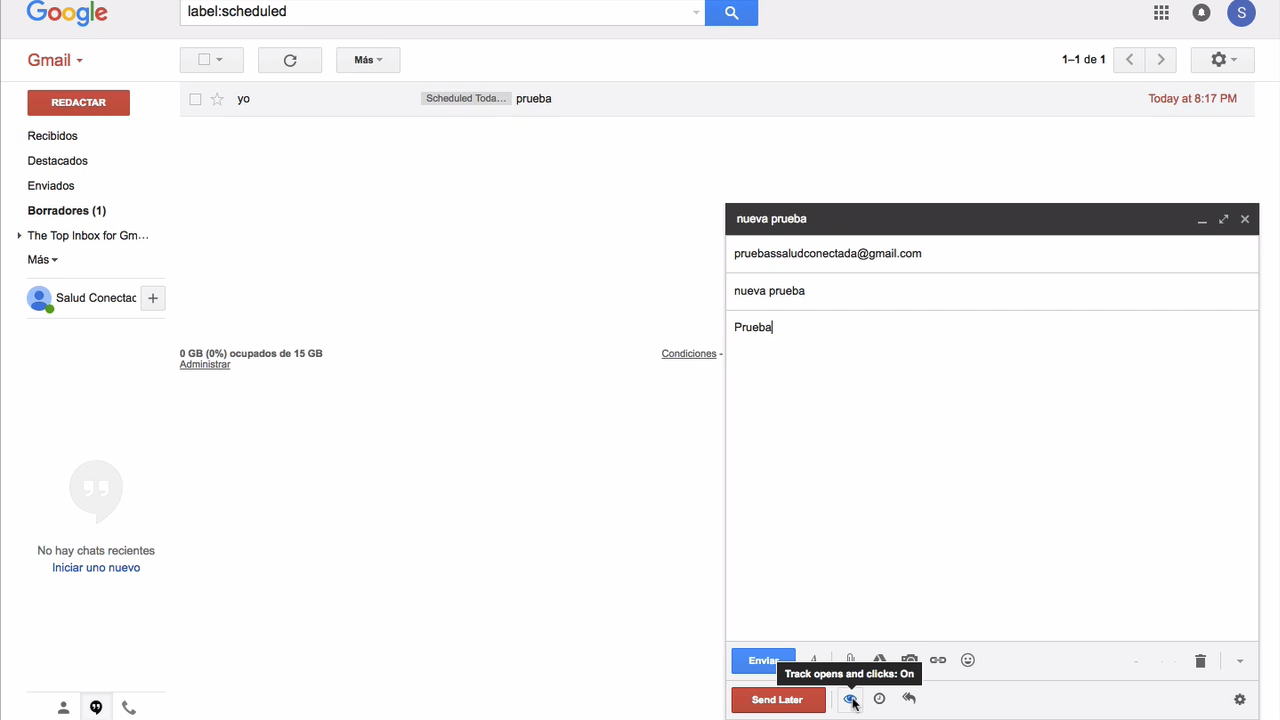 Google
label:scheduled
S
Gmail
Más
1–1 de 1
REDACTAR
yo
Scheduled Toda...
prueba
Today at 8:17 PM
Recibidos
Destacados
Enviados
Borradores (1)
The Top Inbox for Gm...
Más
Salud Conectac
nueva prueba
pruebassaludconectada@gmail.com
nueva prueba
Prueba
0 GB (0%) ocupados de 15 GB
Administrar
Condiciones -
No hay chats recientes
Iniciar uno nuevo
Enviar
Track opens and clicks: On
Send Later